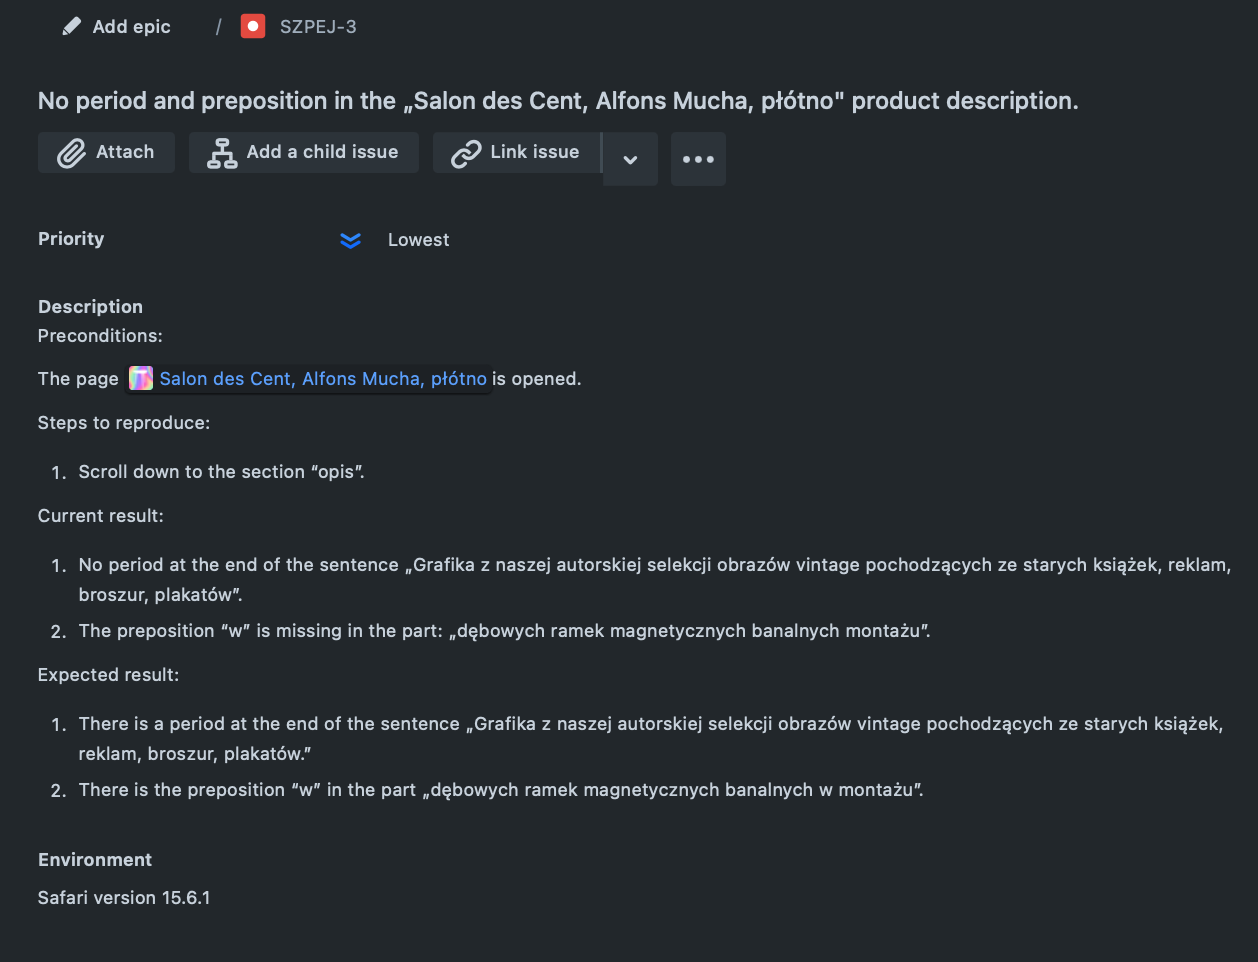 Add epic / SZPEJ-3
No period and preposition in the „Salon des Cent, Alfons Mucha, płótno" product description.
Attach Add a child issue Link issue
Priority Lowest
Description
Preconditions:
The page Salon des Cent, Alfons Mucha, płótno is opened.
Steps to reproduce:
1. Scroll down to the section “opis”.
Current result:
1. No period at the end of the sentence „Grafika z naszej autorskiej selekcji obrazów vintage pochodzących ze starych książek, reklam,
broszur, plakatów”.
2. The preposition “w” is missing in the part: „dębowych ramek magnetycznych banalnych montażu”.
Expected result:
1. There is a period at the end of the sentence „Grafika z naszej autorskiej selekcji obrazów vintage pochodzących ze starych książek,
reklam, broszur, plakatów.”
2. There is the preposition “w” in the part „dębowych ramek magnetycznych banalnych w montażu”.
Environment
Safari version 15.6.1